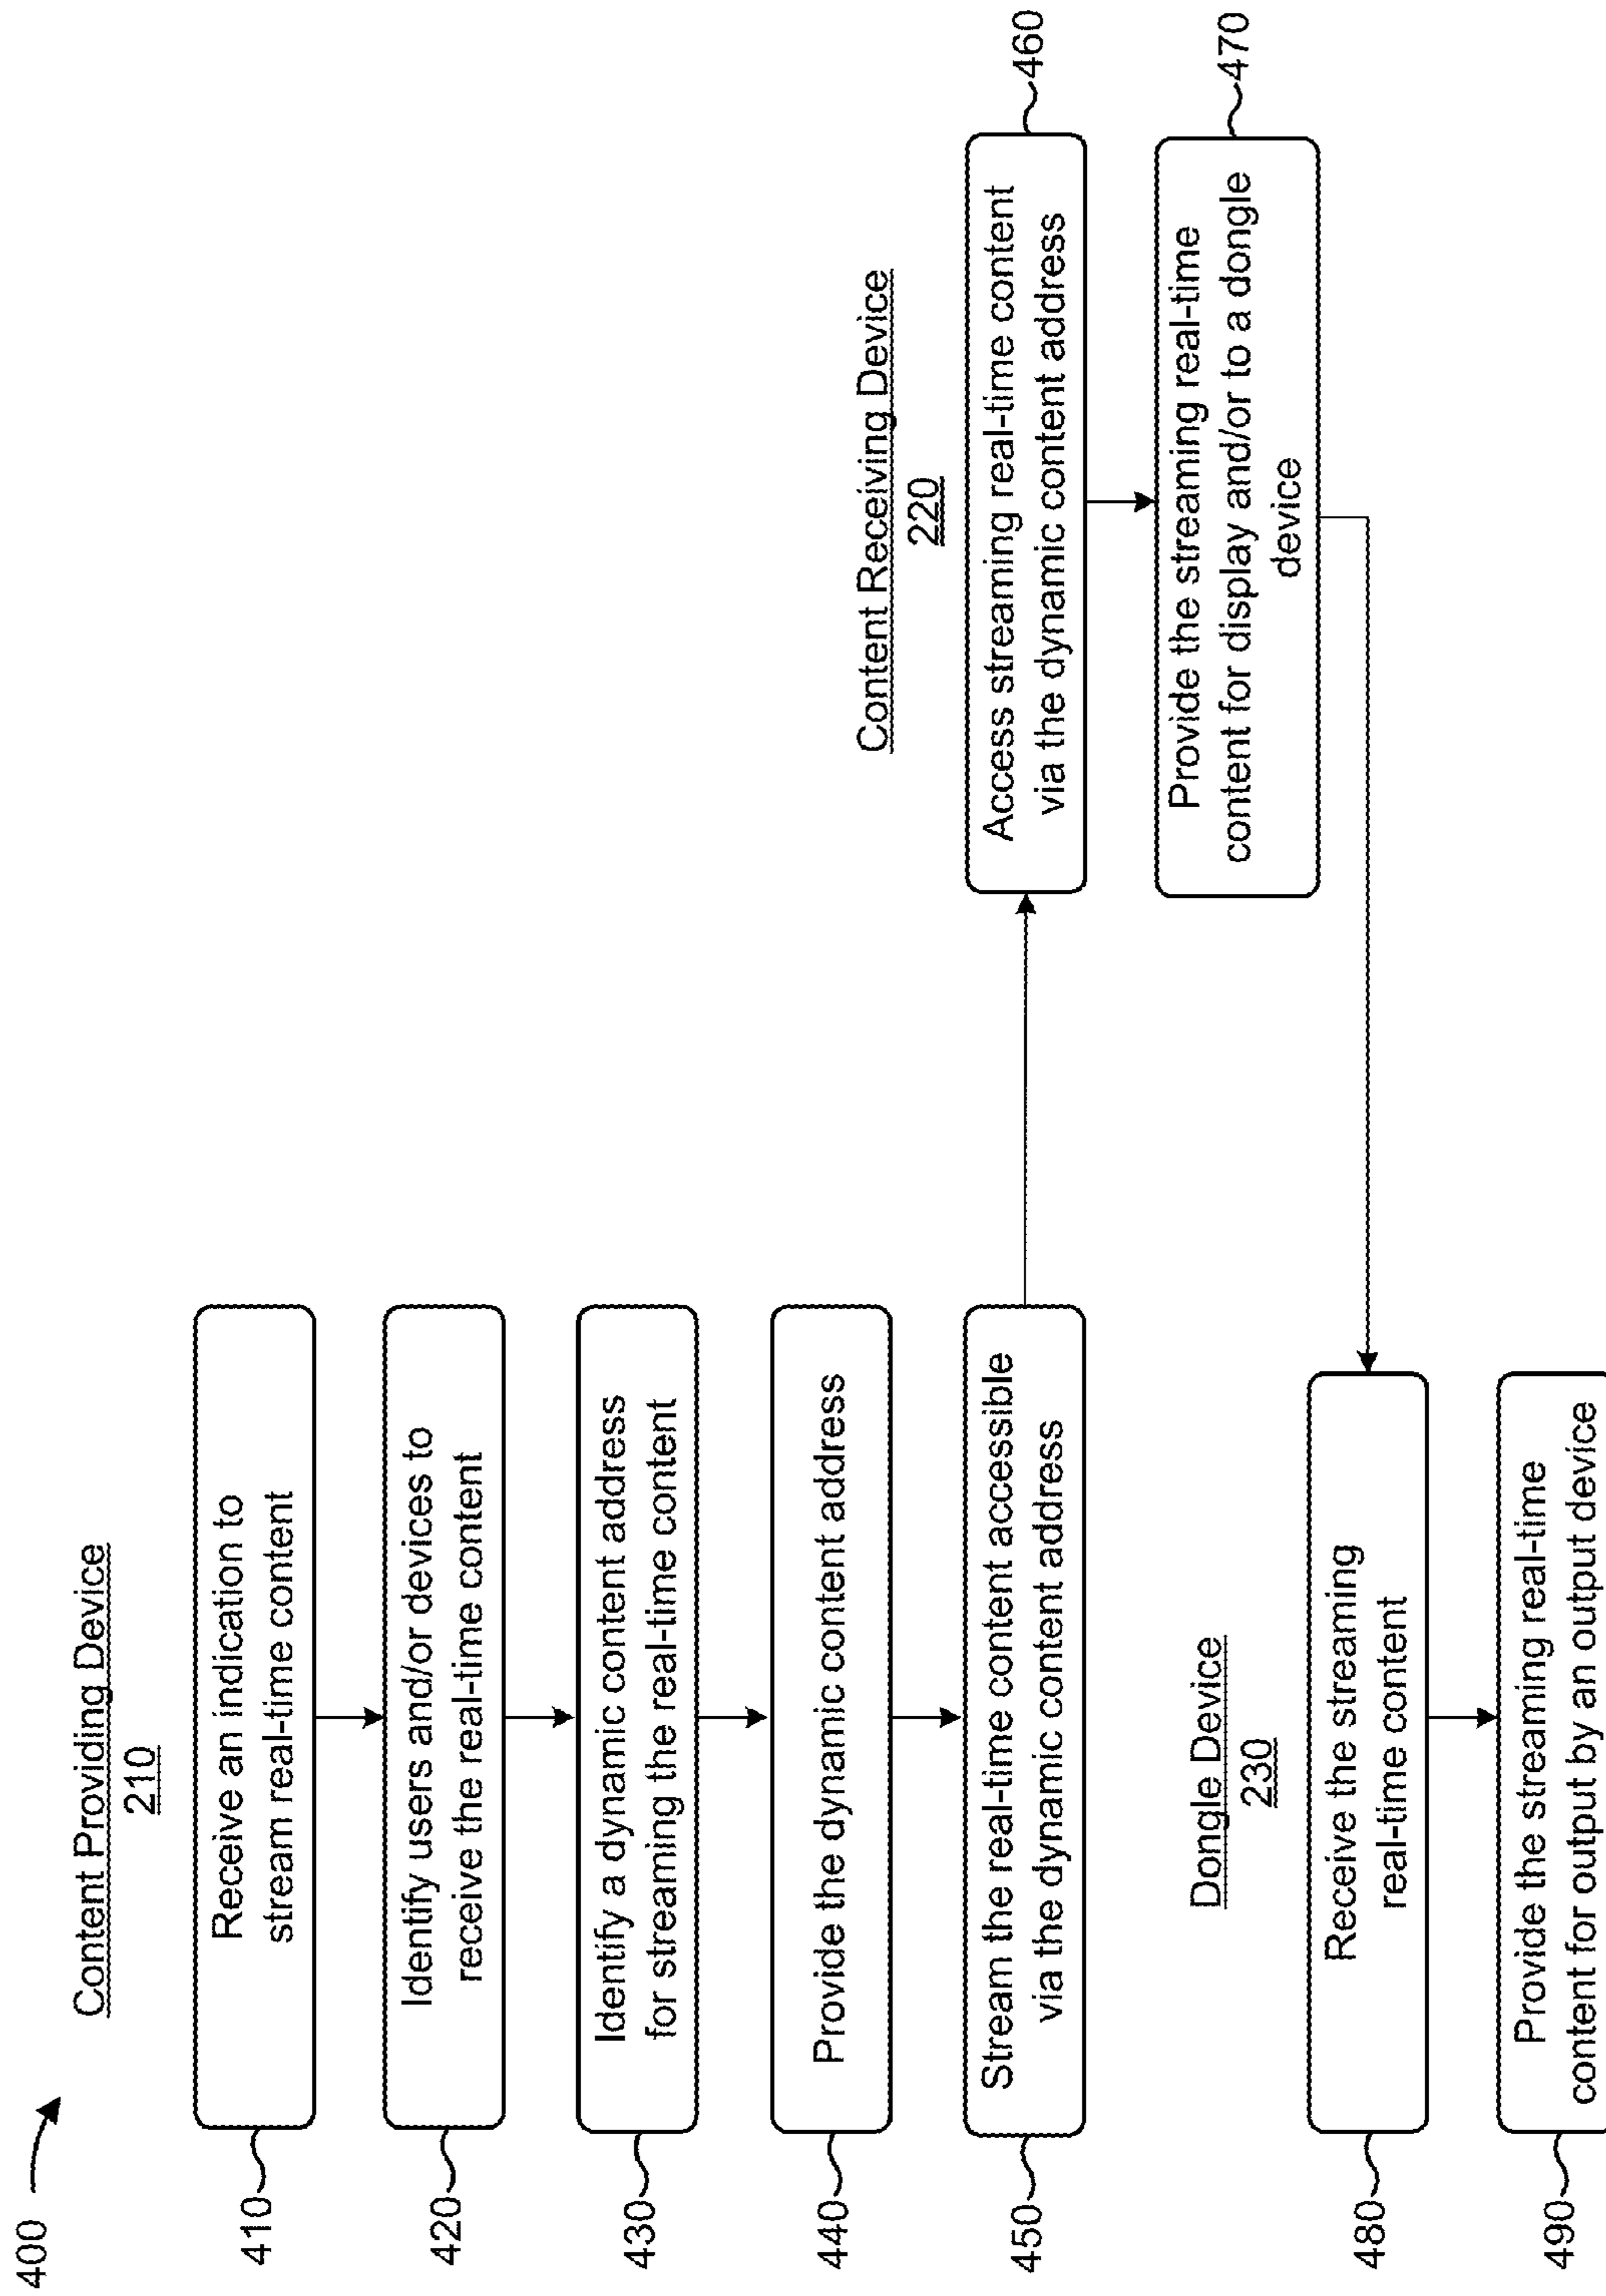 400
Content Providing Device
210
410
Receive an indication to
stream real-time content
420
Identify users and/or devices to
receive the real-time content
430
Identify a dynamic content address
for streaming the real-time content
440
Provide the dynamic content address
450
Stream the real-time content accessible
via the dynamic content address
Content Receiving Device
220
Access streaming real-time content
via the dynamic content address
460
Provide the streaming real-time
content for display and/or to a dongle
device
470
Dongle Device
230
480
Receive the streaming
real-time content
490
Provide the streaming real-time
content for output by an output device